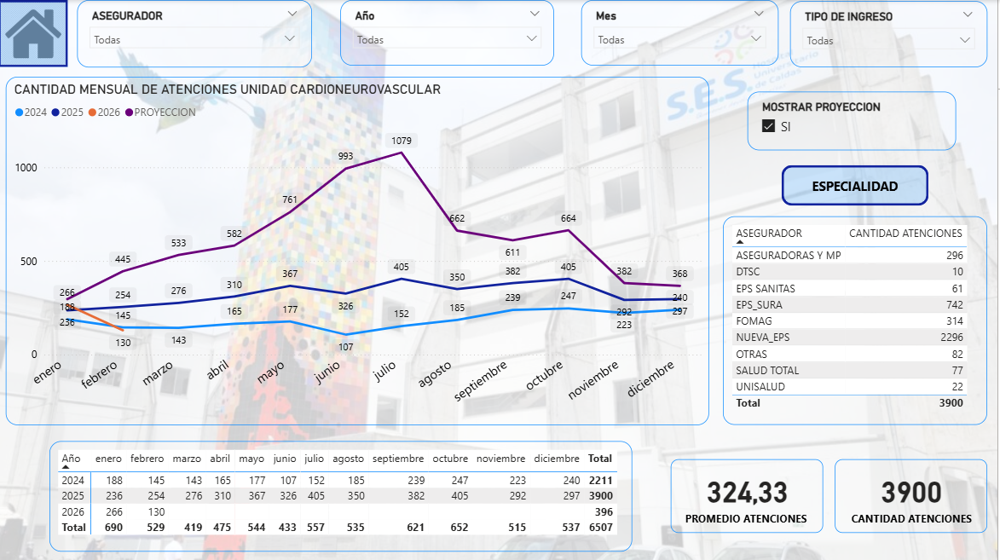 ASEGURADOR
Todas
Año
Todas
Mes
Todas
TIPO DE INGRESO
Todas
S.E.S.
Hospital
Universitario
de Caldas
CANTIDAD MENSUAL DE ATENCIONES UNIDAD CARDIONEUROVASCULAR
2024 2025 2026 PROYECCION
1000
500
0
266 445 533 582 761 993 1079 662 611 664 382 368
236 254 276 310 367 326 405 350 382 405 292 297
188 145 143 165 177 107 152 185 239 247 223 240
130
enero febrero marzo abril mayo junio julio agosto septiembre octubre noviembre diciembre
MOSTRAR PROYECCION
SI
ESPECIALIDAD
ASEGURADOR CANTIDAD ATENCIONES
ASEGURADORAS Y MP 296
DTSC 10
EPS SANITAS 61
EPS_SURA 742
FOMAG 314
NUEVA_EPS 2296
OTRAS 82
SALUD TOTAL 77
UNISALUD 22
Total 3900
Año enero febrero marzo abril mayo junio julio agosto septiembre octubre noviembre diciembre Total
2024 188 145 143 165 177 107 152 185 239 247 223 240 2211
2025 236 254 276 310 367 326 405 350 382 405 292 297 3900
2026 266 130 396
Total 690 529 419 475 544 433 557 535 621 652 515 537 6507
324,33
PROMEDIO ATENCIONES
3900
CANTIDAD ATENCIONES